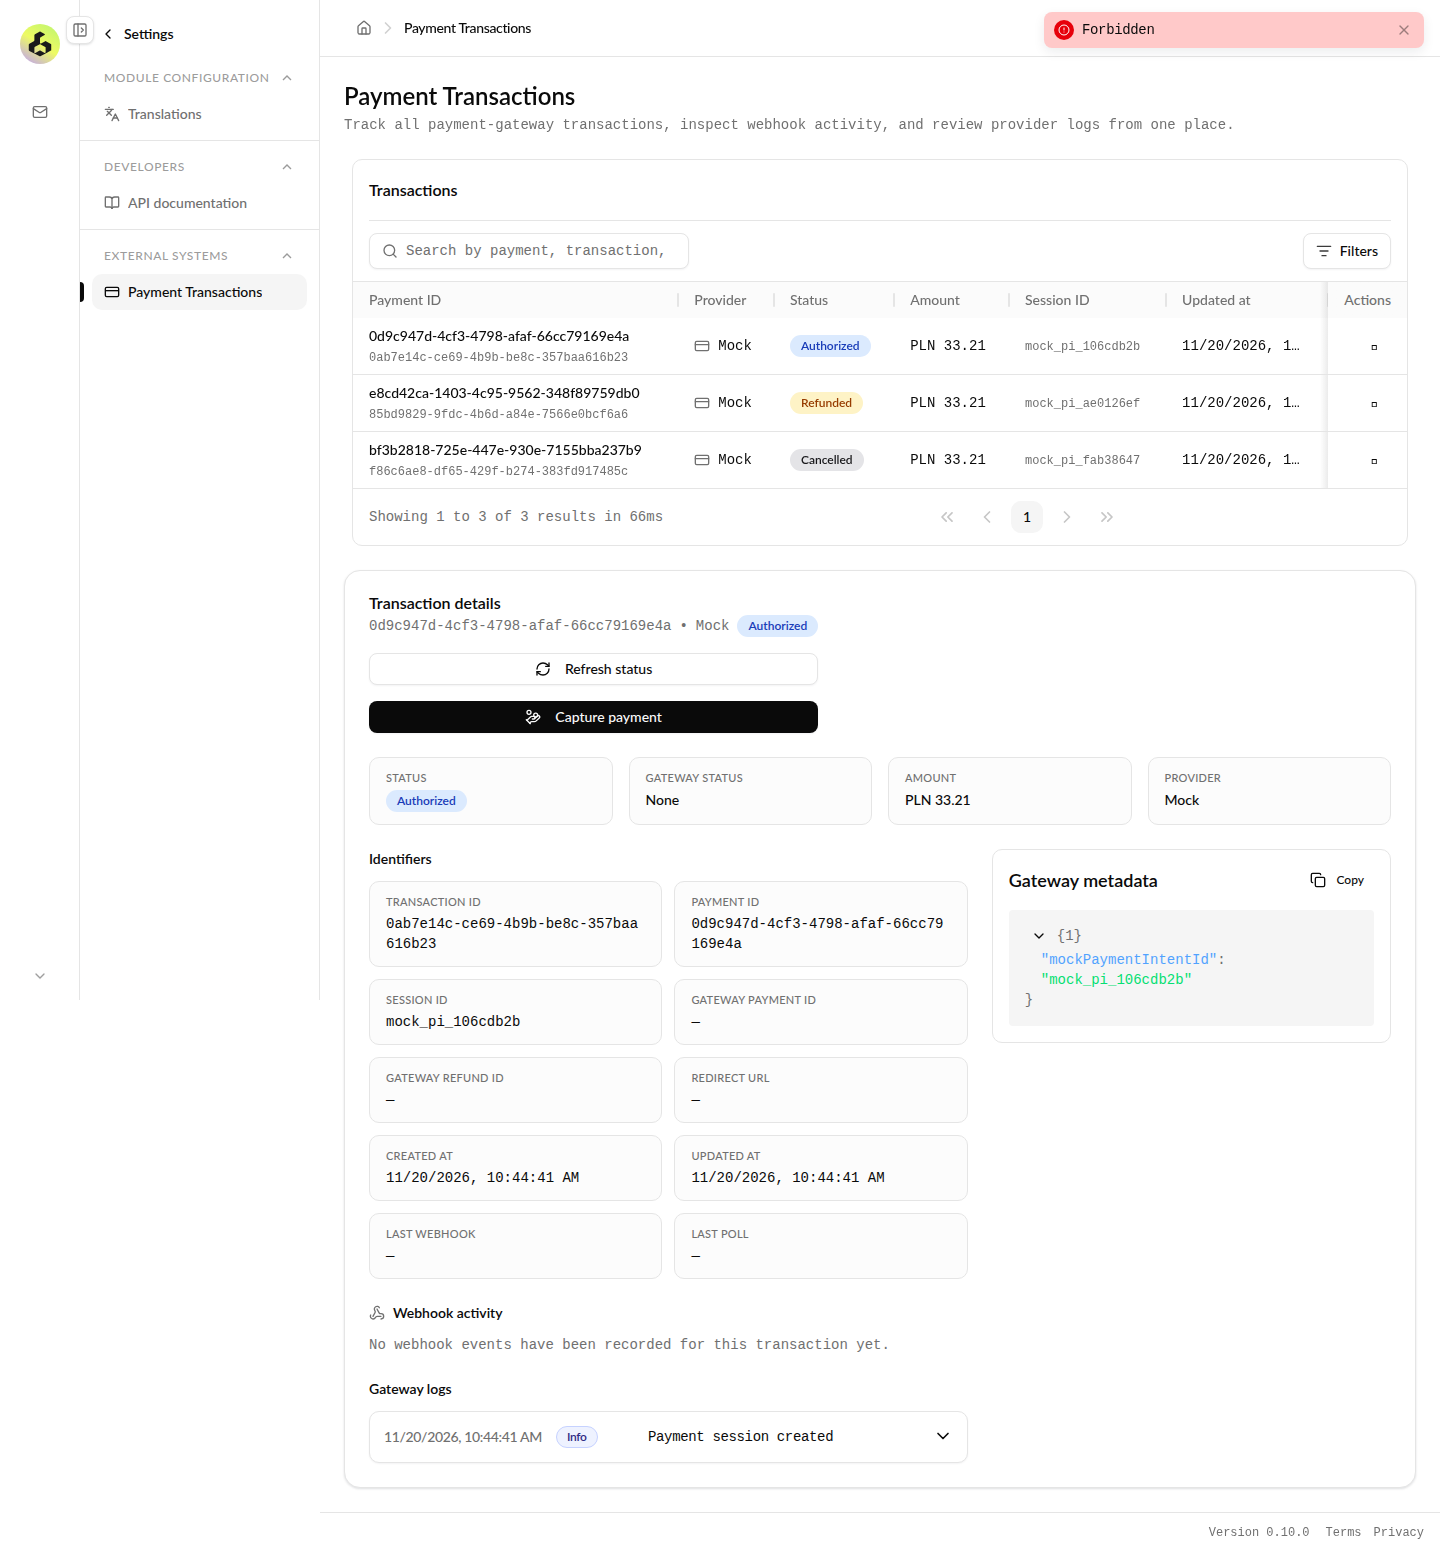 Settings
MODULE CONFIGURATION
Translations
DEVELOPERS
API documentation
EXTERNAL SYSTEMS
Payment Transactions
Payment Transactions
Forbidden
Payment Transactions
Track all payment-gateway transactions, inspect webhook activity, and review provider logs from one place.
Transactions
Search by payment, transaction,
Filters
Payment ID Provider Status Amount Session ID Updated at Actions
0d9c947d-4cf3-4798-afaf-66cc79169e4a
0ab7e14c-ce69-4b9b-be8c-357baa616b23
Mock Authorized PLN 33.21 mock_pi_106cdb2b 11/20/2026, 1…
e8cd42ca-1403-4c95-9562-348f89759db0
85bd9829-9fdc-4b6d-a84e-7566e0bcf6a6
Mock Refunded PLN 33.21 mock_pi_ae0126ef 11/20/2026, 1…
bf3b2818-725e-447e-930e-7155bba237b9
f86c6ae8-df65-429f-b274-383fd917485c
Mock Cancelled PLN 33.21 mock_pi_fab38647 11/20/2026, 1…
Showing 1 to 3 of 3 results in 66ms
1
Transaction details
0d9c947d-4cf3-4798-afaf-66cc79169e4a • Mock Authorized
Refresh status
Capture payment
STATUS
Authorized
GATEWAY STATUS
None
AMOUNT
PLN 33.21
PROVIDER
Mock
Identifiers
TRANSACTION ID
0ab7e14c-ce69-4b9b-be8c-357baa
616b23
PAYMENT ID
0d9c947d-4cf3-4798-afaf-66cc79
169e4a
SESSION ID
mock_pi_106cdb2b
GATEWAY PAYMENT ID
—
GATEWAY REFUND ID
—
REDIRECT URL
—
CREATED AT
11/20/2026, 10:44:41 AM
UPDATED AT
11/20/2026, 10:44:41 AM
LAST WEBHOOK
—
LAST POLL
—
Gateway metadata
Copy
{1}
"mockPaymentIntentId":
"mock_pi_106cdb2b"
}
Webhook activity
No webhook events have been recorded for this transaction yet.
Gateway logs
11/20/2026, 10:44:41 AM Info Payment session created
Version 0.10.0 Terms Privacy